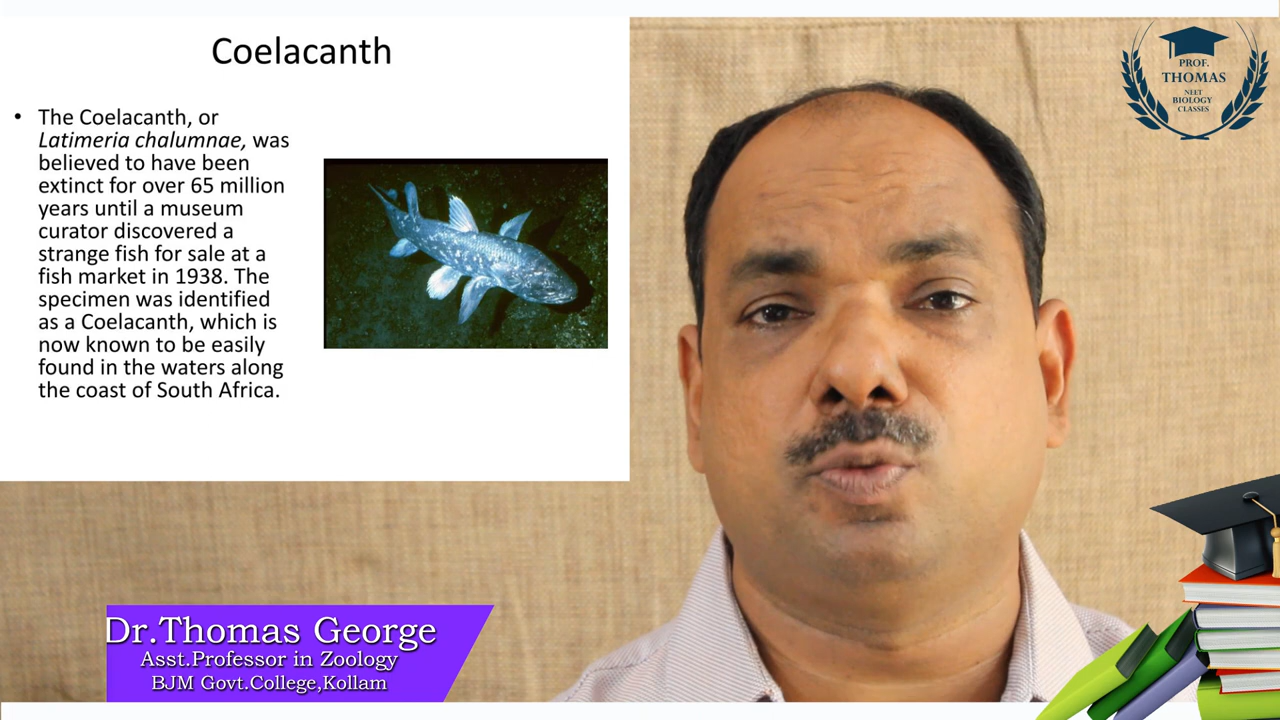 Coelacanth
• The Coelacanth, or
Latimeria chalumnae, was
believed to have been
extinct for over 65 million
years until a museum
curator discovered a
strange fish for sale at a
fish market in 1938. The
specimen was identified
as a Coelacanth, which is
now known to be easily
found in the waters along
the coast of South Africa.
PROF.
THOMAS
NEET
BIOLOGY
CLASSES
Dr.Thomas George
Asst.Professor in Zoology
BJM Govt.College,Kollam